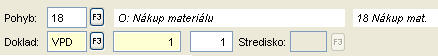 Pohyb: 18 F3 O: Nákup materiálu 18 Nákup mat.
Doklad: VPD F3 1 1 Stredisko: F3